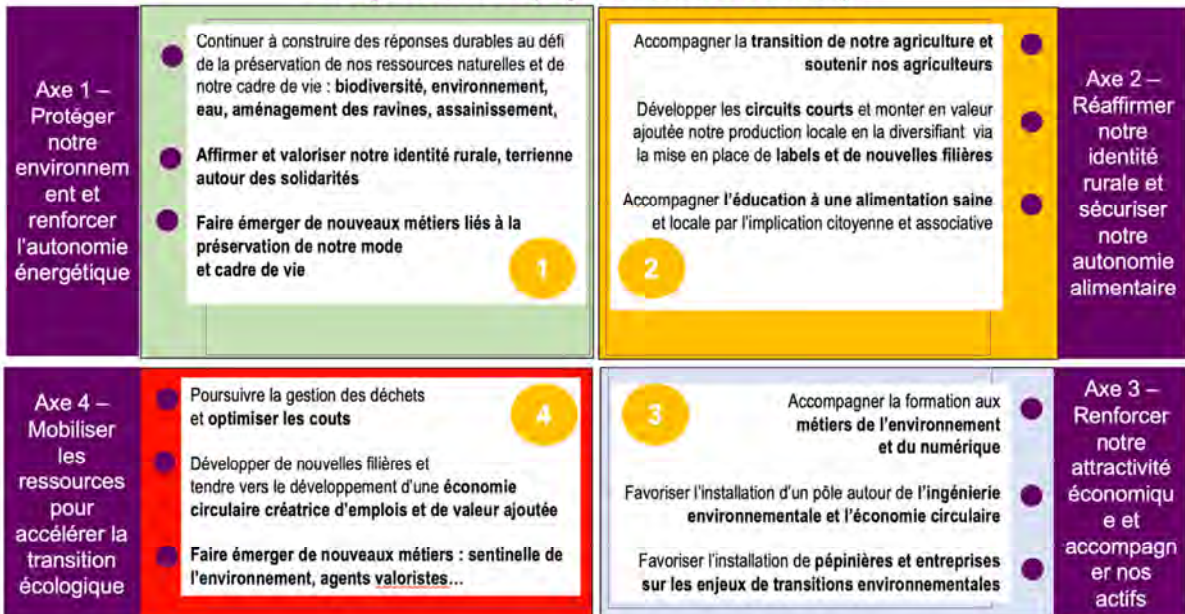 Axe 1 –
Protéger
notre
environnem
ent et
renforcer
l'autonomie
énergétique
Continuer à construire des réponses durables au défi
de la préservation de nos ressources naturelles et de
notre cadre de vie : biodiversité, environnement,
eau, aménagement des ravines, assainissement,
Affirmer et valoriser notre identité rurale, terrienne
autour des solidarités
Faire émerger de nouveaux métiers liés à la
préservation de notre mode
et cadre de vie
1
Accompagner la transition de notre agriculture et
soutenir nos agriculteurs
Développer les circuits courts et monter en valeur
ajoutée notre production locale en la diversifiant via
la mise en place de labels et de nouvelles filières
Accompagner l'éducation à une alimentation saine
et locale par l'implication citoyenne et associative
2
Axe 2 –
Réaffirmer
notre
identité
rurale et
sécuriser
notre
autonomie
alimentaire
Axe 4 –
Mobiliser
les
ressources
pour
accélérer la
transition
écologique
Poursuivre la gestion des déchets
et optimiser les couts
Développer de nouvelles filières et
tendre vers le développement d'une économie
circulaire créatrice d'emplois et de valeur ajoutée
Faire émerger de nouveaux métiers : sentinelle de
l'environnement, agents valoristes…
4
3
Accompagner la formation aux
métiers de l'environnement
et du numérique
Favoriser l'installation d'un pôle autour de l'ingénierie
environnementale et l'économie circulaire
Favoriser l'installation de pépinières et entreprises
sur les enjeux de transitions environnementales
Axe 3 –
Renforcer
notre
attractivité
économiqu
e et
accompagn
er nos
actifs